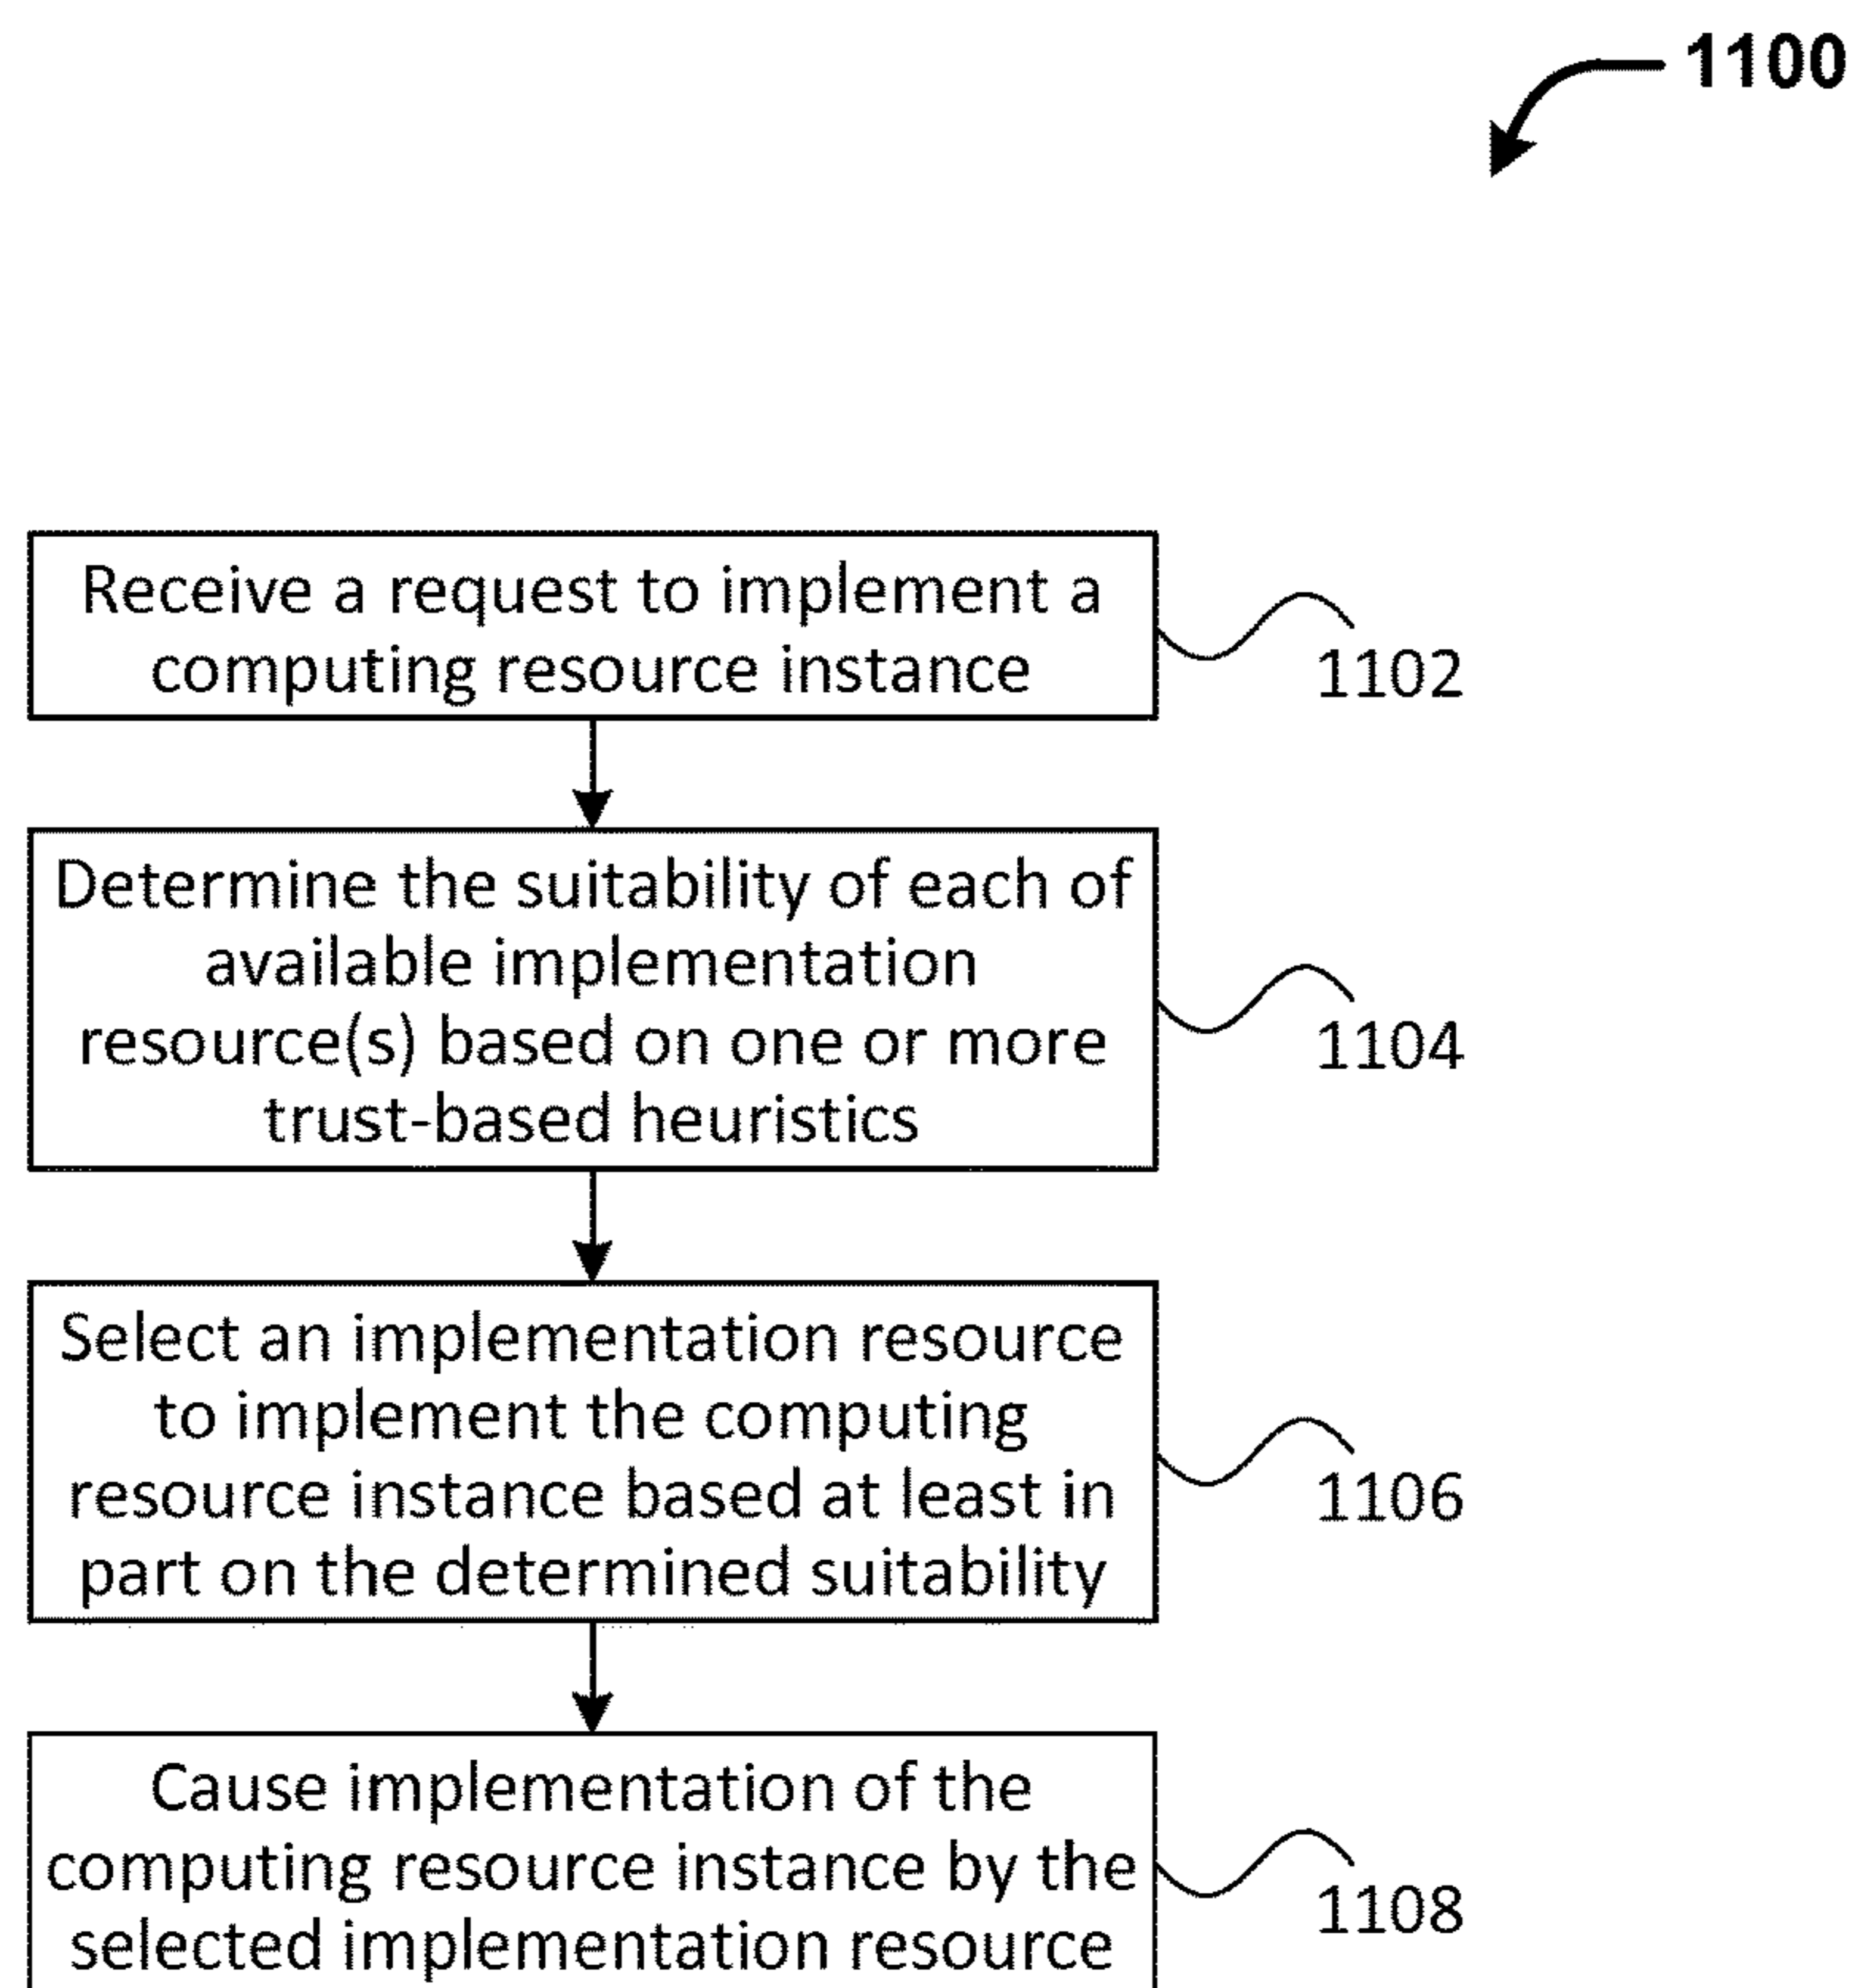 1100
Receive a request to implement a
computing resource instance
1102
Determine the suitability of each of
available implementation
resource(s) based on one or more
trust-based heuristics
1104
Select an implementation resource
to implement the computing
resource instance based at least in
part on the determined suitability
1106
Cause implementation of the
computing resource instance by the
selected implementation resource
1108